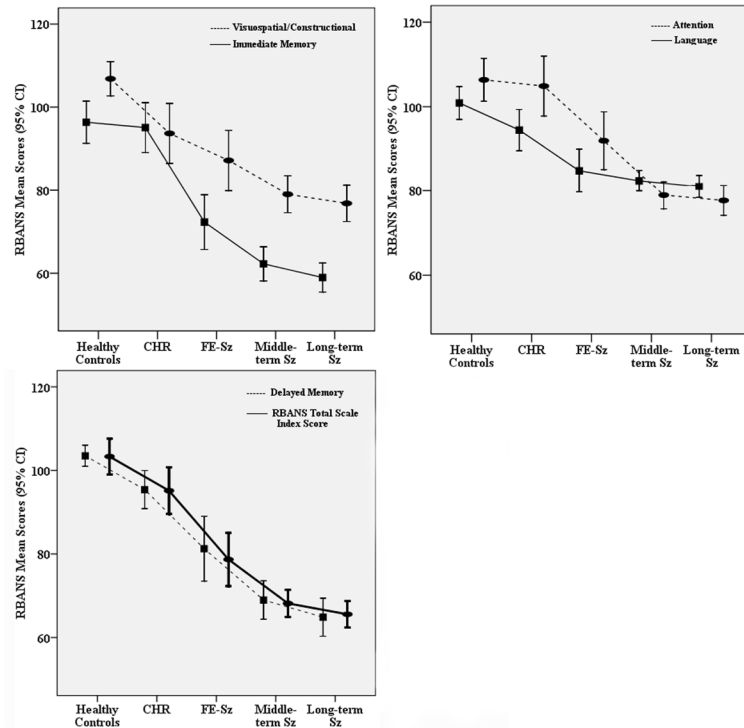 RBANS Mean Scores (95% CI)
120
100
80
60
Visuospatial/Constructional
Immediate Memory
Healthy
Controls
CHR
FE-Sz
Middle-
term Sz
Long-term
Sz
RBANS Mean Scores (95% CI)
120
100
80
60
Attention
Language
Healthy
Controls
CHR
FE-Sz
Middle-
term Sz
Long-term
Sz
RBANS Mean Scores (95% CI)
120
100
80
60
Delayed Memory
RBANS Total Scale
Index Score
Healthy
Controls
CHR
FE-Sz
Middle-
term Sz
Long-term
Sz